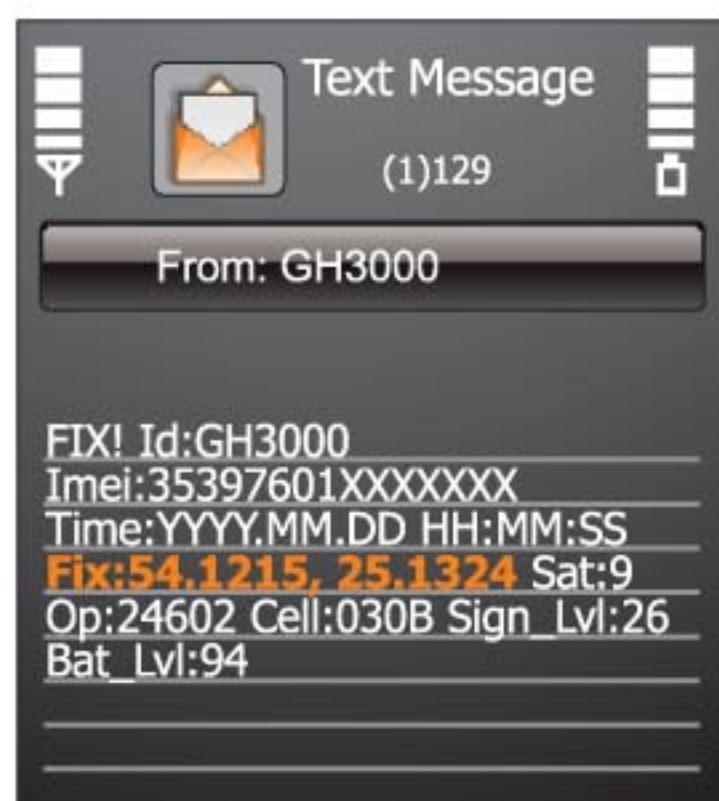 Text Message
(1)129
From: GH3000
FIX! Id:GH3000
Imei:35397601XXXXXXX
Time:YYYY.MM.DD HH:MM:SS
Fix:54.1215, 25.1324 Sat:9
Op:24602 Cell:030B Sign_Lvl:26
Bat_Lvl:94